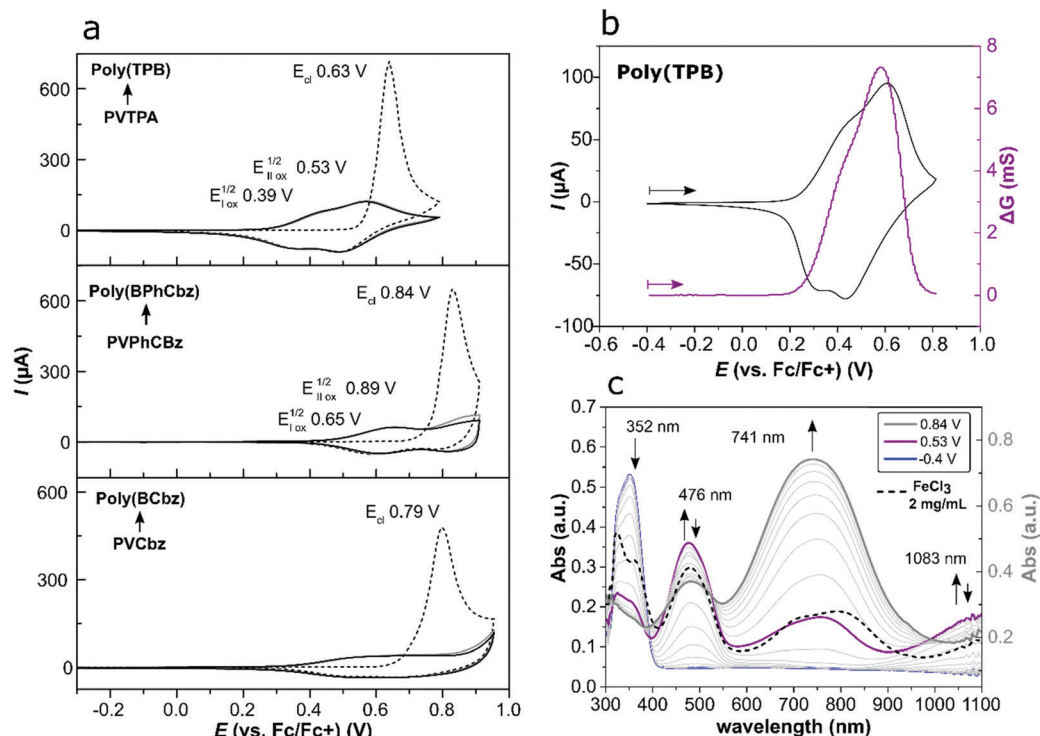 a
Poly(TPB)
PVTPA
E_cl 0.63 V
E_II ox^1/2 0.53 V
E_I ox^1/2 0.39 V
600
300
0
Poly(BPhCbz)
PVPhCBz
E_cl 0.84 V
E_II ox^1/2 0.89 V
E_I ox^1/2 0.65 V
600
300
0
I (µA)
Poly(BCbz)
PVCbz
E_cl 0.79 V
600
300
0
-0.2 0.0 0.2 0.4 0.6 0.8 1.0
E (vs. Fc/Fc+) (V)
b
Poly(TPB)
100
50
0
-50
-100
I (µA)
8
6
4
2
0
ΔG (mS)
-0.6 -0.4 -0.2 0.0 0.2 0.4 0.6 0.8 1.0
E (vs. Fc/Fc+) (V)
c
0.7
0.6
0.5
0.4
0.3
0.2
0.1
0.0
Abs (a.u.)
352 nm
476 nm
741 nm
1083 nm
0.84 V
0.53 V
-0.4 V
FeCl3
2 mg/mL
0.8
0.6
0.4
0.2
Abs (a.u.)
300 400 500 600 700 800 900 1000 1100
wavelength (nm)